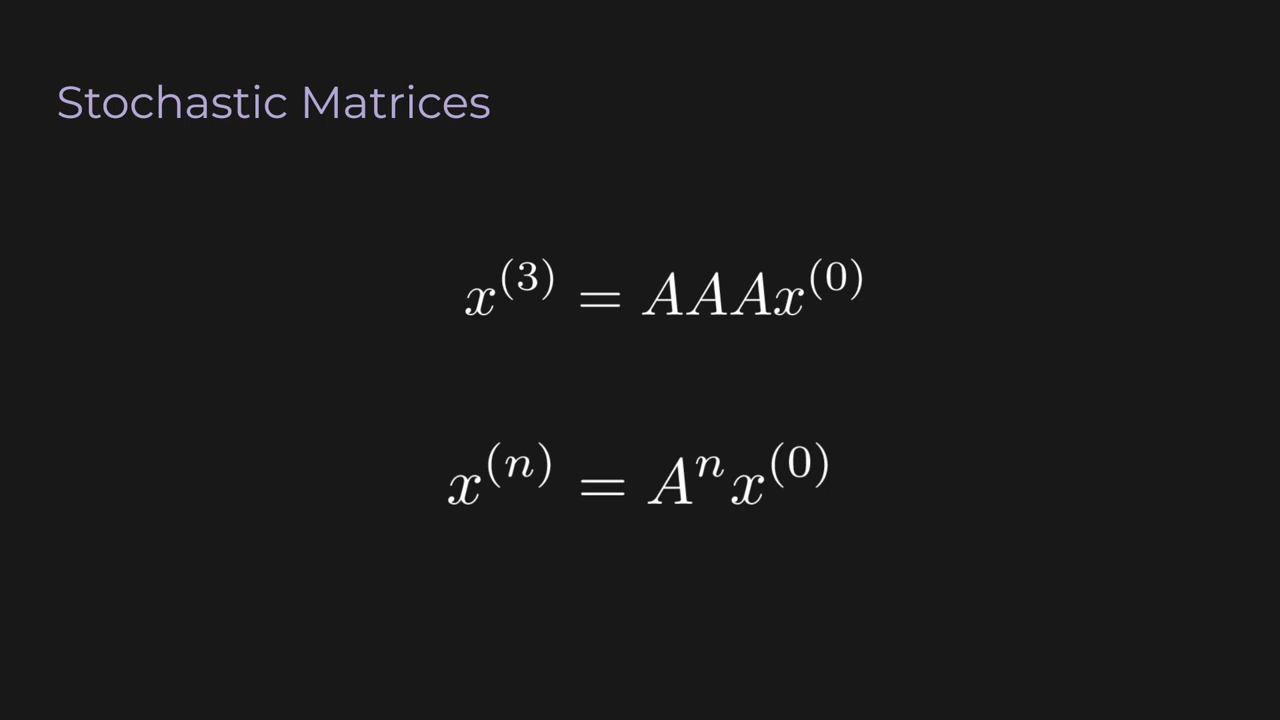 Stochastic Matrices
x^{(3)} = AAAx^{(0)}
x^{(n)} = A^n x^{(0)}